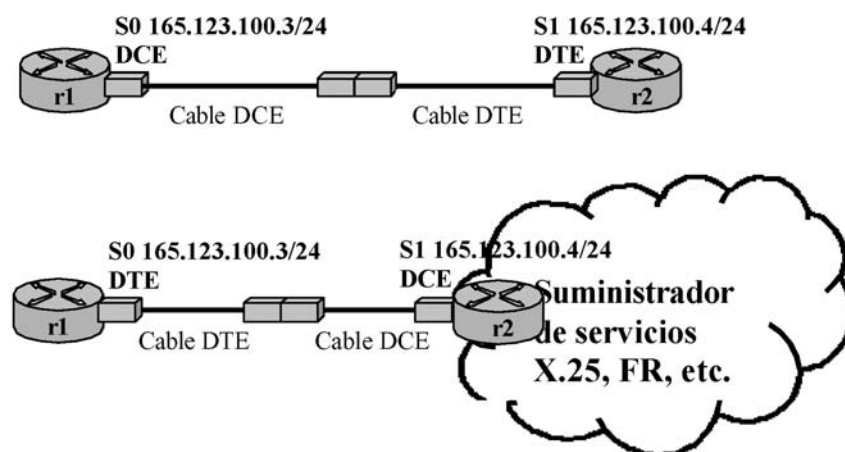 S0 165.123.100.3/24
DCE
S1 165.123.100.4/24
DTE
r1
r2
Cable DCE
Cable DTE
S0 165.123.100.3/24
DTE
S1 165.123.100.4/24
DCE
r1
r2
Cable DTE
Cable DCE
Suministrador
de servicios
X.25, FR, etc.